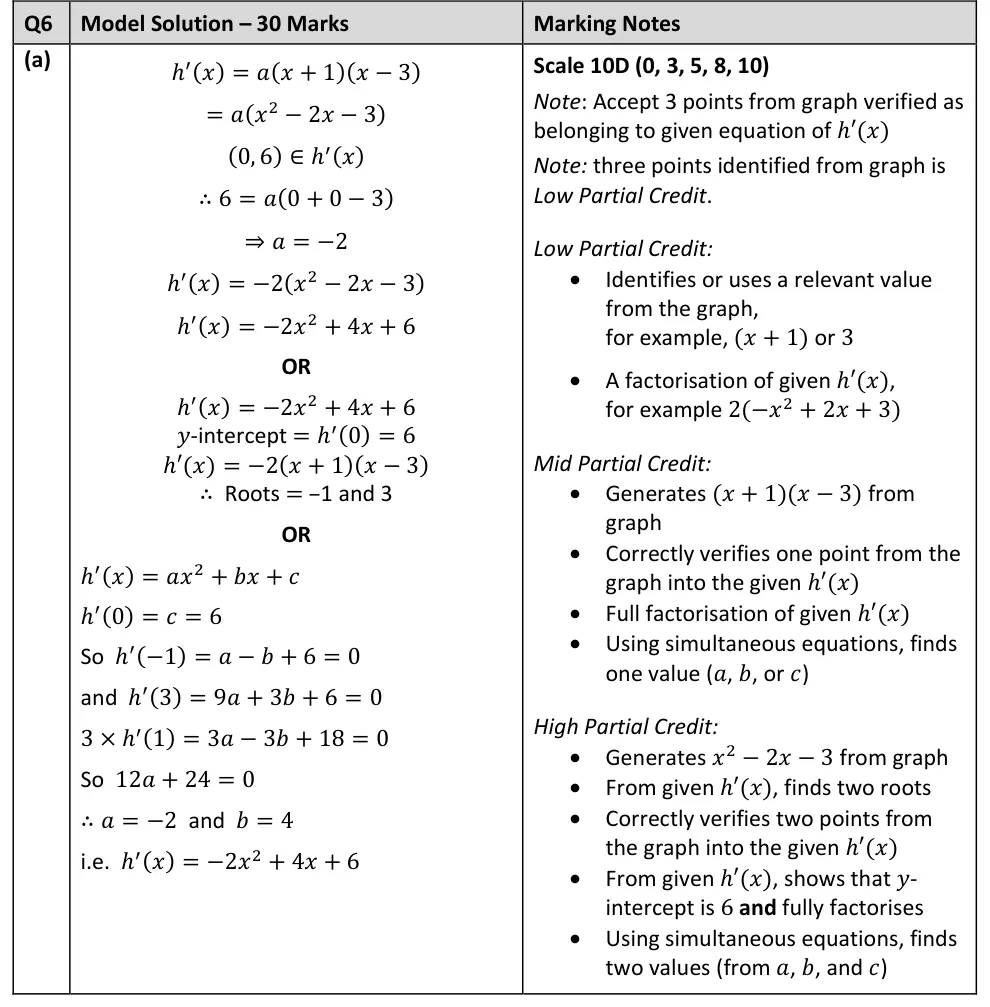 Q6 Model Solution – 30 Marks Marking Notes
(a)
h′(x) = a(x + 1)(x − 3)
= a(x² − 2x − 3)
(0, 6) ∈ h′(x)
∴ 6 = a(0 + 0 − 3)
⇒ a = −2
h′(x) = −2(x² − 2x − 3)
h′(x) = −2x² + 4x + 6
OR
h′(x) = −2x² + 4x + 6
y-intercept = h′(0) = 6
h′(x) = −2(x + 1)(x − 3)
∴ Roots = −1 and 3
OR
h′(x) = ax² + bx + c
h′(0) = c = 6
So h′(−1) = a − b + 6 = 0
and h′(3) = 9a + 3b + 6 = 0
3 × h′(1) = 3a − 3b + 18 = 0
So 12a + 24 = 0
∴ a = −2 and b = 4
i.e. h′(x) = −2x² + 4x + 6
Scale 10D (0, 3, 5, 8, 10)
Note: Accept 3 points from graph verified as
belonging to given equation of h′(x)
Note: three points identified from graph is
Low Partial Credit.
Low Partial Credit:
• Identifies or uses a relevant value
from the graph,
for example, (x + 1) or 3
• A factorisation of given h′(x),
for example 2(−x² + 2x + 3)
Mid Partial Credit:
• Generates (x + 1)(x − 3) from
graph
• Correctly verifies one point from the
graph into the given h′(x)
• Full factorisation of given h′(x)
• Using simultaneous equations, finds
one value (a, b, or c)
High Partial Credit:
• Generates x² − 2x − 3 from graph
• From given h′(x), finds two roots
• Correctly verifies two points from
the graph into the given h′(x)
• From given h′(x), shows that y-
intercept is 6 and fully factorises
• Using simultaneous equations, finds
two values (from a, b, and c)